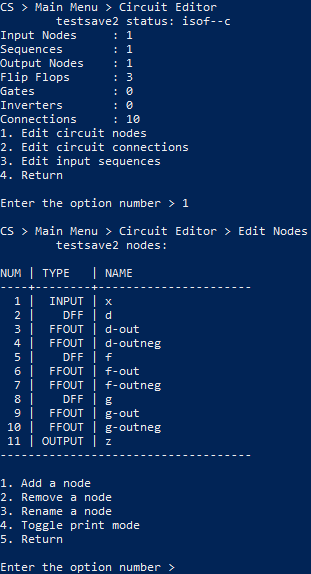 CS > Main Menu > Circuit Editor
testsave2 status: isof--c
Input Nodes : 1
Sequences : 1
Output Nodes : 1
Flip Flops : 3
Gates : 0
Inverters : 0
Connections : 10
1. Edit circuit nodes
2. Edit circuit connections
3. Edit input sequences
4. Return
Enter the option number > 1
CS > Main Menu > Circuit Editor > Edit Nodes
testsave2 nodes:
NUM | TYPE | NAME
----+--------+------------------------
1 | INPUT | x
2 | DFF | d
3 | FFOUT | d-out
4 | FFOUT | d-outneg
5 | DFF | f
6 | FFOUT | f-out
7 | FFOUT | f-outneg
8 | DFF | g
9 | FFOUT | g-out
10 | FFOUT | g-outneg
11 | OUTPUT | z
--------------------------------------
1. Add a node
2. Remove a node
3. Rename a node
4. Toggle print mode
5. Return
Enter the option number >